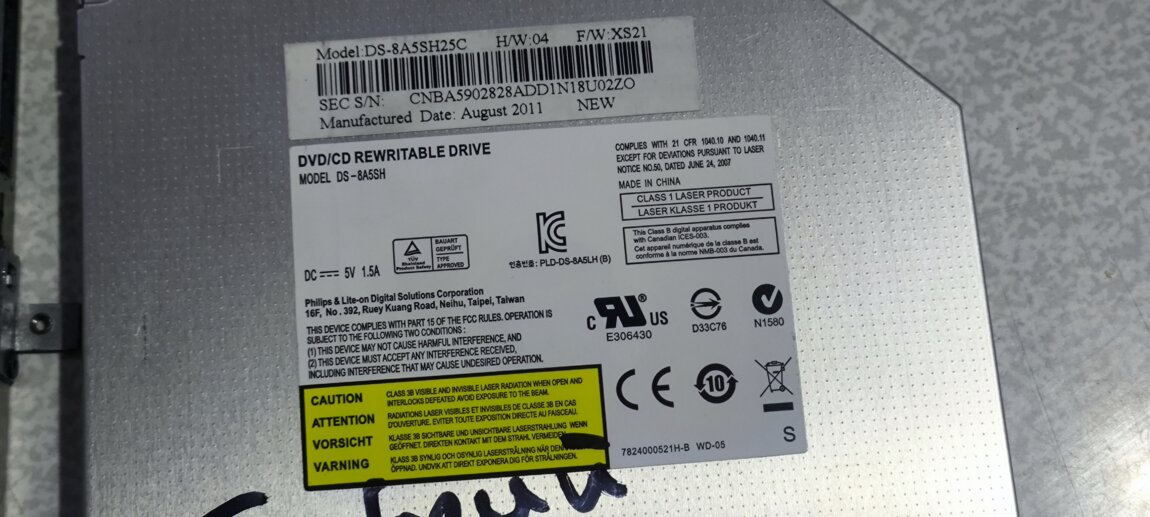 Model:DS-8A5SH25C H/W:04 F/W:XS21
SEC S/N: CNBA5902828ADD1N18U02ZO
Manufactured Date: August 2011 NEW
DVD/CD REWRITABLE DRIVE
MODEL DS-8A5SH
COMPLIES WITH 21 CFR 1040.10 AND 1040.11
EXCEPT FOR DEVIATIONS PURSUANT TO LASER
NOTICE NO.50, DATED JUNE 24, 2007
MADE IN CHINA
CLASS 1 LASER PRODUCT
LASER KLASSE 1 PRODUKT
This Class B digital apparatus complies
with Canadian ICES-003.
Cet appareil numérique de la classe B est
conforme à la norme NMB-003 du Canada.
TÜV
Rheinland
Product Safety
BAUART
GEPRÜFT
TYPE
APPROVED
인증번호: PLD-DS-8A5LH (B)
DC 5V 1.5A
Philips & Lite-on Digital Solutions Corporation
16F, No. 392, Ruey Kuang Road, Neihu, Taipei, Taiwan
THIS DEVICE COMPLIES WITH PART 15 OF THE FCC RULES. OPERATION IS
SUBJECT TO THE FOLLOWING TWO CONDITIONS :
(1) THIS DEVICE MAY NOT CAUSE HARMFUL INTERFERENCE, AND
(2) THIS DEVICE MUST ACCEPT ANY INTERFERENCE RECEIVED,
INCLUDING INTERFERENCE THAT MAY CAUSE UNDESIRED OPERATION.
C RU US
E306430
D33C76
N1580
CE
10
CAUTION CLASS 3B VISIBLE AND INVISIBLE LASER RADIATION WHEN OPEN AND
INTERLOCKS DEFEATED AVOID EXPOSURE TO THE BEAM.
ATTENTION RADIATIONS LASER VISIBLES ET INVISIBLES DE CLASSE 3B EN CAS
D'OUVERTURE. EVITER TOUTE EXPOSITION DIRECTE AU FAISCEAU.
VORSICHT KLASSE 3B SICHTBARE UND UNSICHTBARE LASERSTRAHLUNG WENN
GEÖFFNET. DIREKTEN KONTAKT MIT DEM STRAHL VERMEIDEN
VARNING KLASS 3B SYNLIG OCH OSYNLIG LASERSTRÅLNING NÄR
ÖPPNAD. UNDVIK ATT DIREKT EXPONERA DIG FÖR STRÅLNINGEN.
7824000521H-B WD-05
S